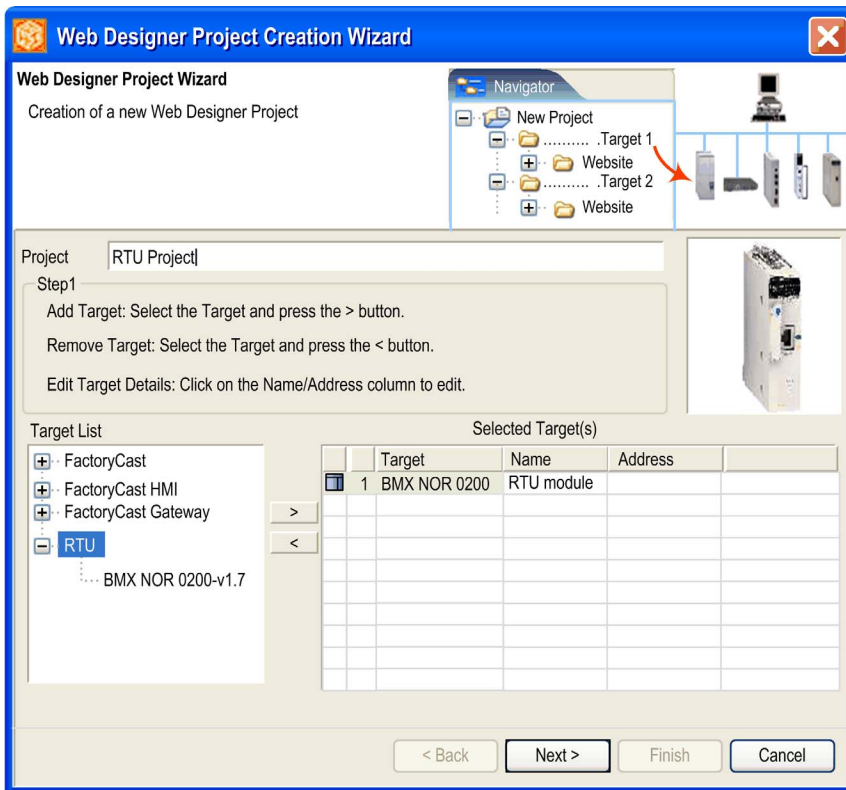 Web Designer Project Creation Wizard
Web Designer Project Wizard
Creation of a new Web Designer Project
Navigator
New Project
.......... .Target 1
Website
.......... .Target 2
Website
Project RTU Project
Step1
Add Target: Select the Target and press the > button.
Remove Target: Select the Target and press the < button.
Edit Target Details: Click on the Name/Address column to edit.
Target List
FactoryCast
FactoryCast HMI
FactoryCast Gateway
RTU
BMX NOR 0200-v1.7
>
<
Selected Target(s)
Target Name Address
1 BMX NOR 0200 RTU module
< Back Next > Finish Cancel